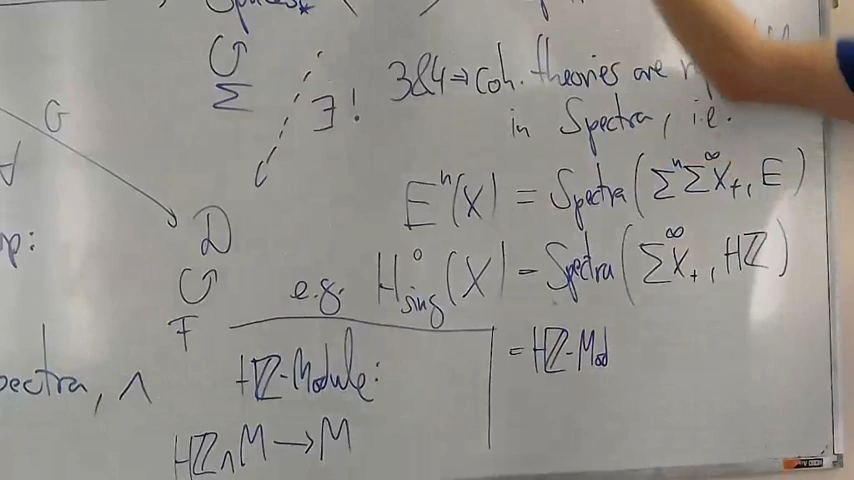 Spaces*
↺
Σ
∃!
G
3&4 ⇒ Coh. theories are
in Spectra, i.e.
∀
Eⁿ(X) = Spectra(ΣⁿΣ^∞X₊, E)
D
↺
F
e.g. H⁰_sing(X) = Spectra(Σ^∞X₊, Hℤ)
Hℤ-Module:
= Hℤ-Mod
Hℤ∧M → M
pectra, ∧